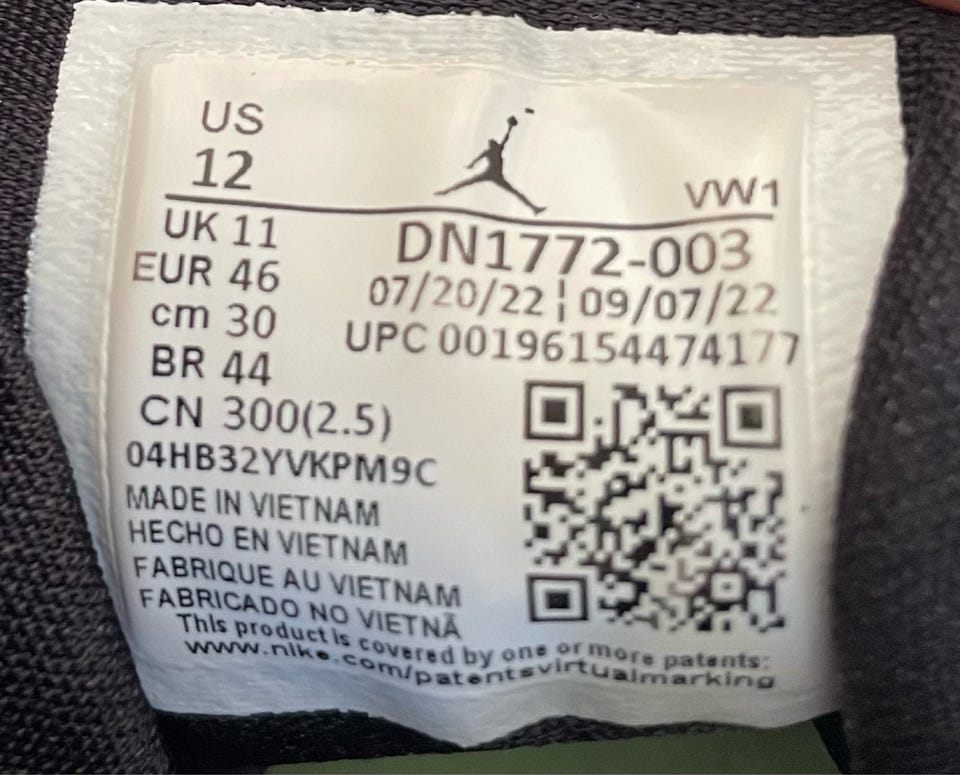 US
12
VW1
UK 11
DN1772-003
EUR 46
07/20/22 ¦ 09/07/22
cm 30
UPC 00196154474177
BR 44
CN 300(2.5)
04HB32YVKPM9C
MADE IN VIETNAM
HECHO EN VIETNAM
FABRIQUE AU VIETNAM
FABRICADO NO VIETNÃ
This product is covered by one or more patents:
www.nike.com/patentsvirtualmarking